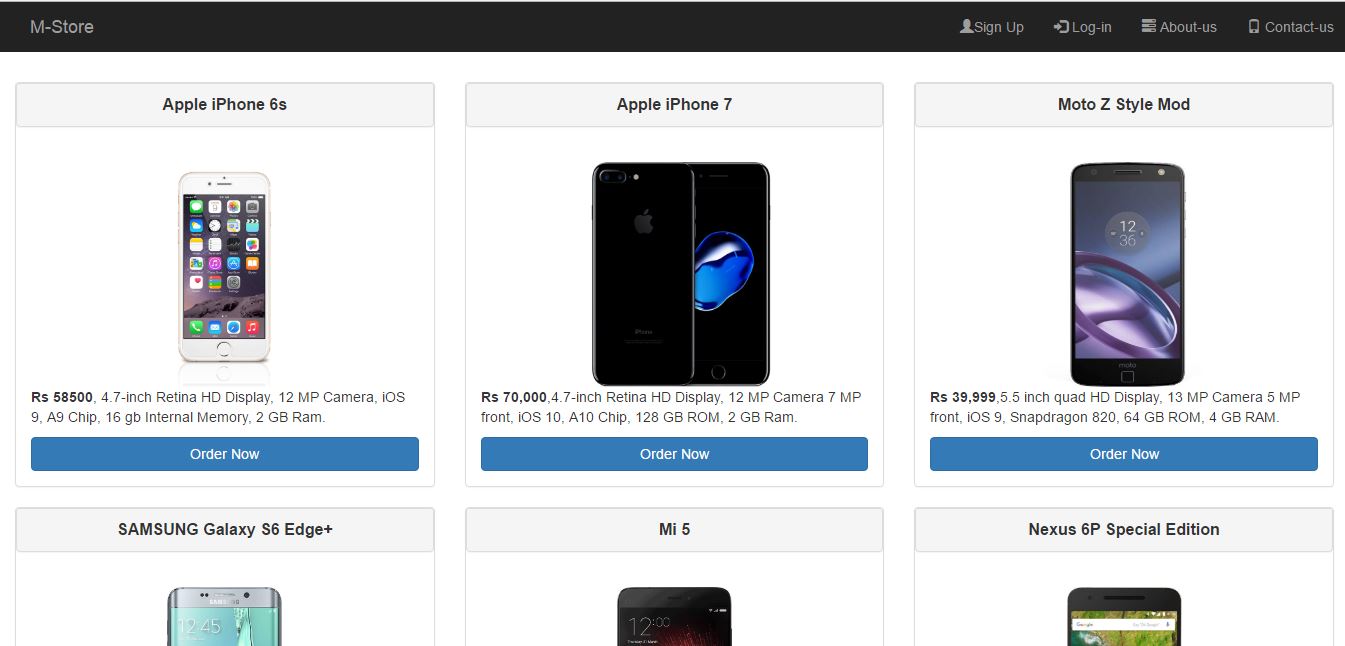 M-Store
Sign Up Log-in About-us Contact-us
Apple iPhone 6s
Apple iPhone 7
Moto Z Style Mod
iPhone
12
36
moto
Rs 58500, 4.7-inch Retina HD Display, 12 MP Camera, iOS
9, A9 Chip, 16 gb Internal Memory, 2 GB Ram.
Order Now
Rs 70,000,4.7-inch Retina HD Display, 12 MP Camera 7 MP
front, iOS 10, A10 Chip, 128 GB ROM, 2 GB Ram.
Order Now
Rs 39,999,5.5 inch quad HD Display, 13 MP Camera 5 MP
front, iOS 9, Snapdragon 820, 64 GB ROM, 4 GB RAM.
Order Now
SAMSUNG Galaxy S6 Edge+
Mi 5
Nexus 6P Special Edition
SAMSUNG
12:45
12:00
Google